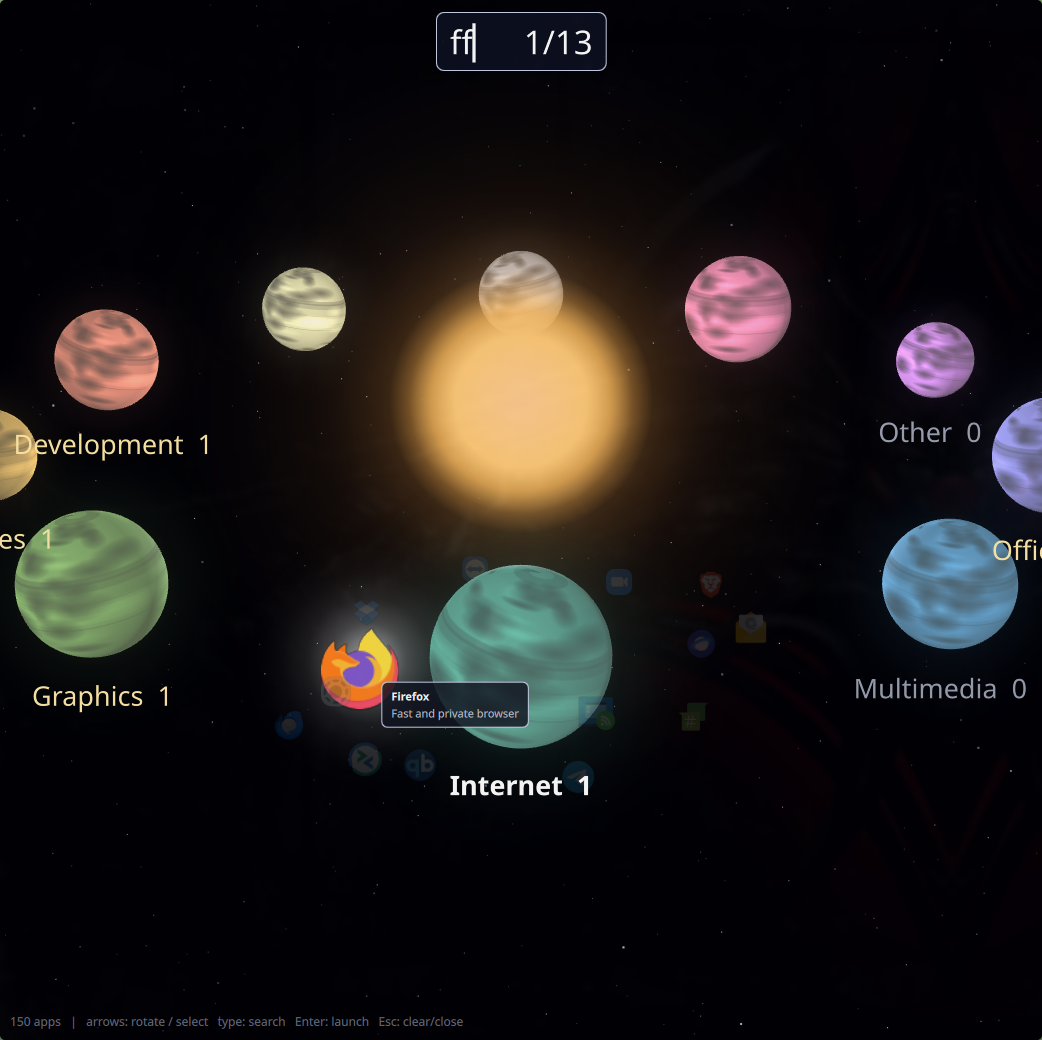 ff 1/13
Development 1
Other 0
es 1
Offic
Graphics 1
Multimedia 0
Firefox
Fast and private browser
qb
#
Internet 1
150 apps | arrows: rotate / select type: search Enter: launch Esc: clear/close